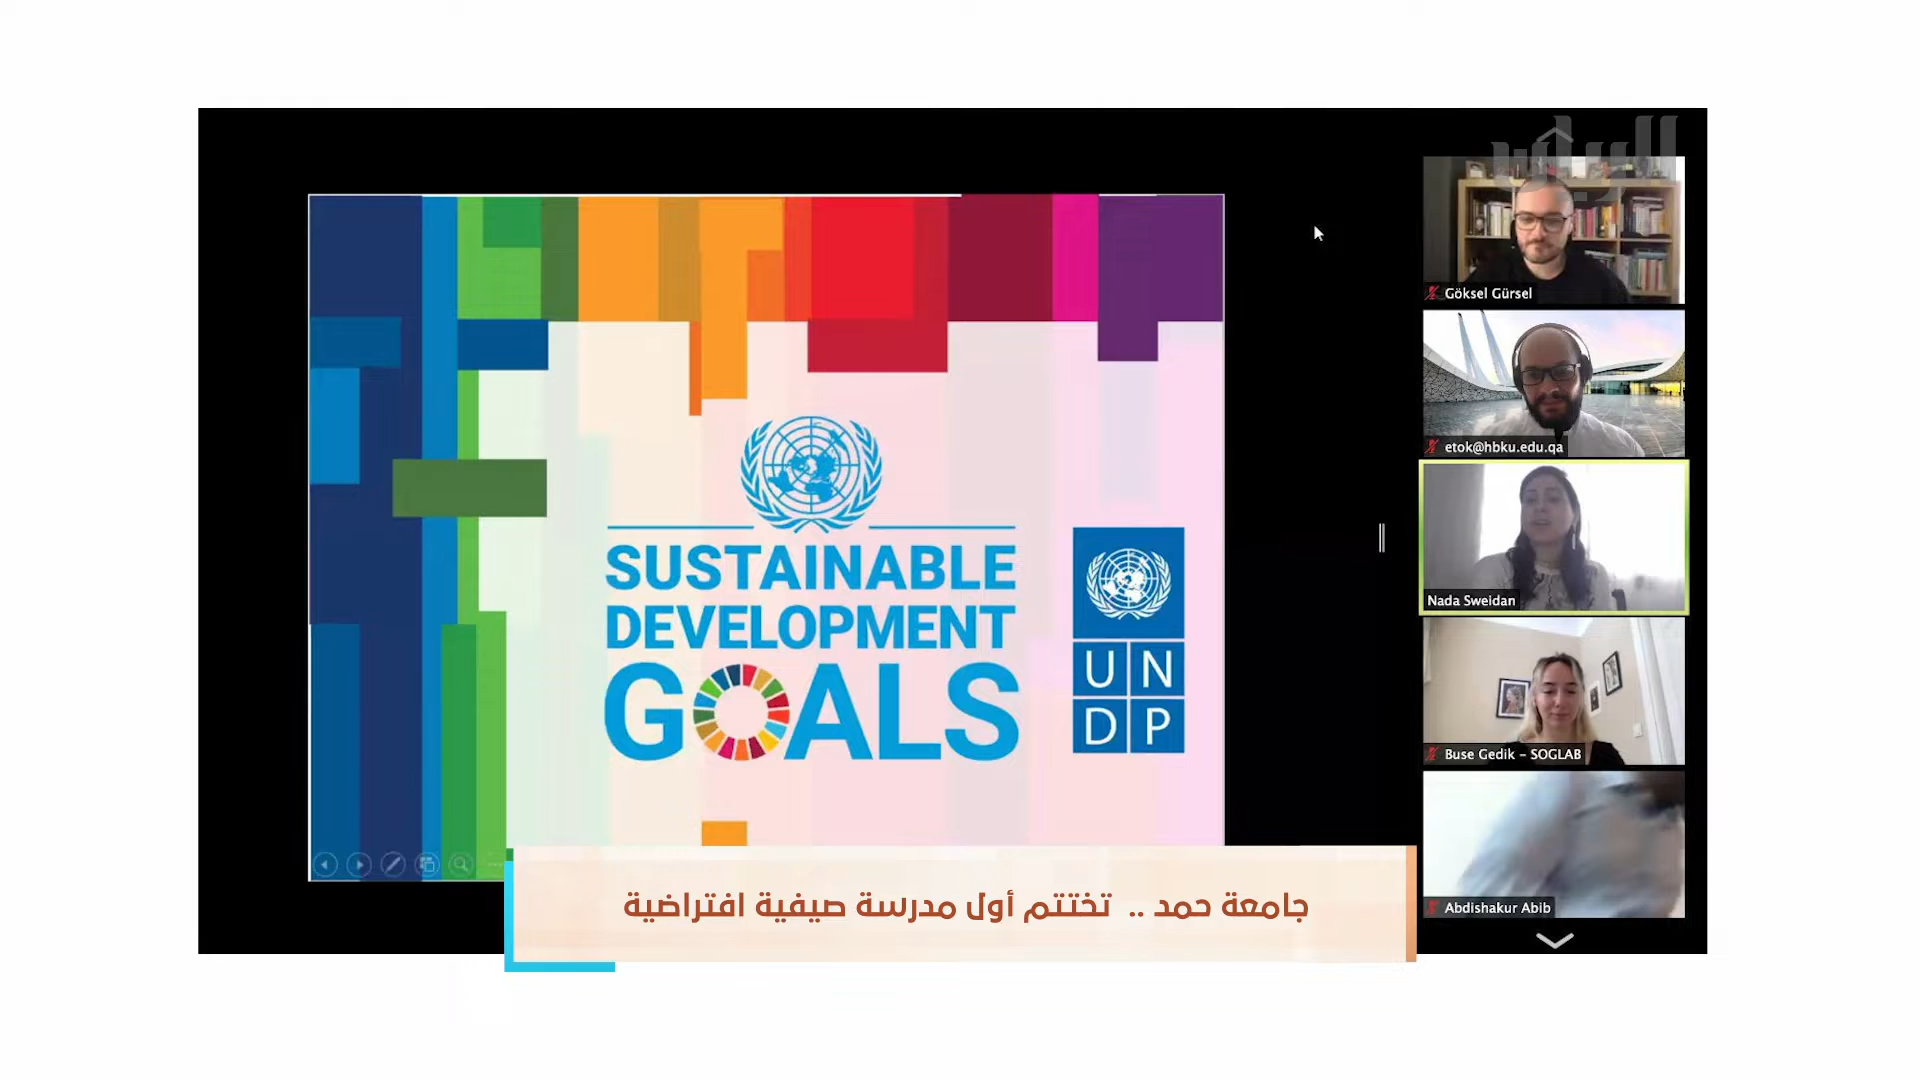 الريان
Göksel Gürsel
etok@hbku.edu.qa
SUSTAINABLE
DEVELOPMENT
GOALS
UN
DP
Nada Sweidan
Buse Gedik – SOGLAB
Abdishakur Abib
جامعة حمد .. تختتم أول مدرسة صيفية افتراضية